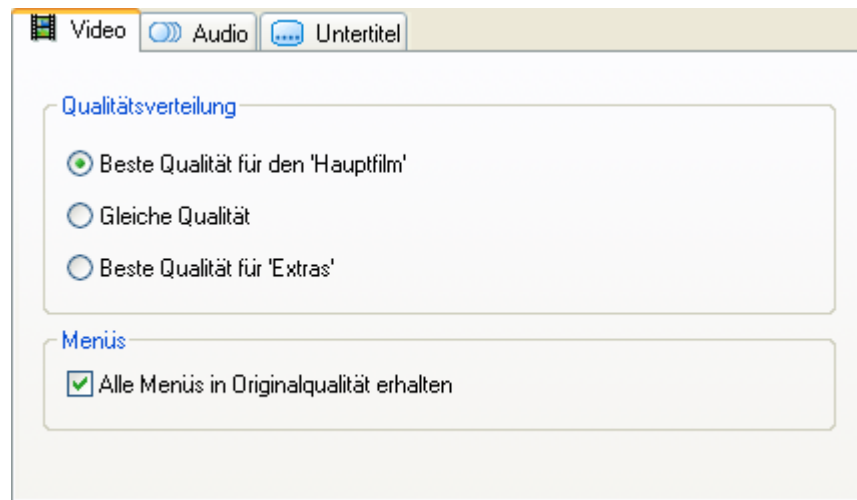 Video Audio Untertitel
Qualitätsverteilung
Beste Qualität für den 'Hauptfilm'
Gleiche Qualität
Beste Qualität für 'Extras'
Menüs
Alle Menüs in Originalqualität erhalten